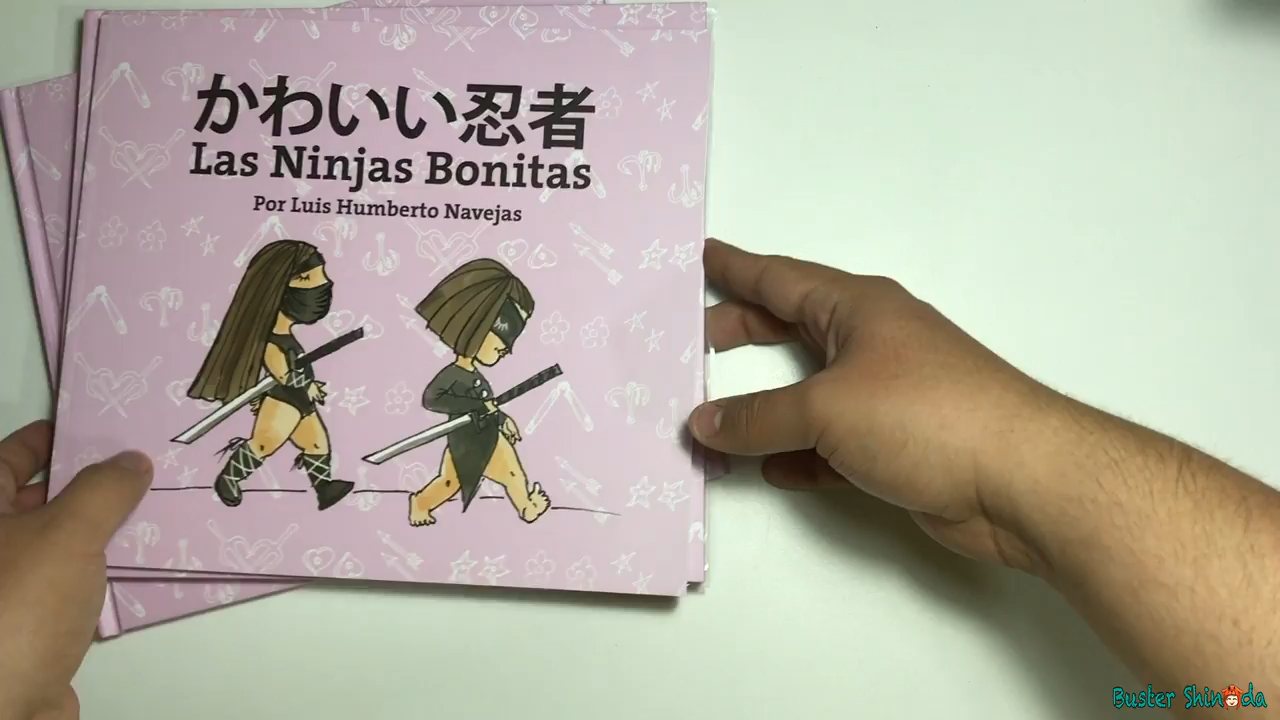 かわいい忍者
Las Ninjas Bonitas
Por Luis Humberto Navejas
Buster Shinoda